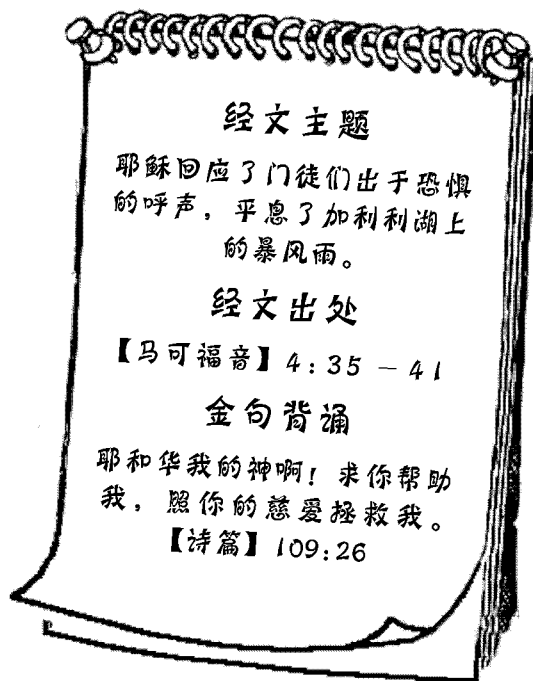 经文主题
耶稣回应了门徒们出于恐惧
的呼声，平息了加利利湖上
的暴风雨。
经文出处
【马可福音】4：35－41
金句背诵
耶和华我的神啊！求你帮助
我，照你的慈爱拯救我。
【诗篇】109:26